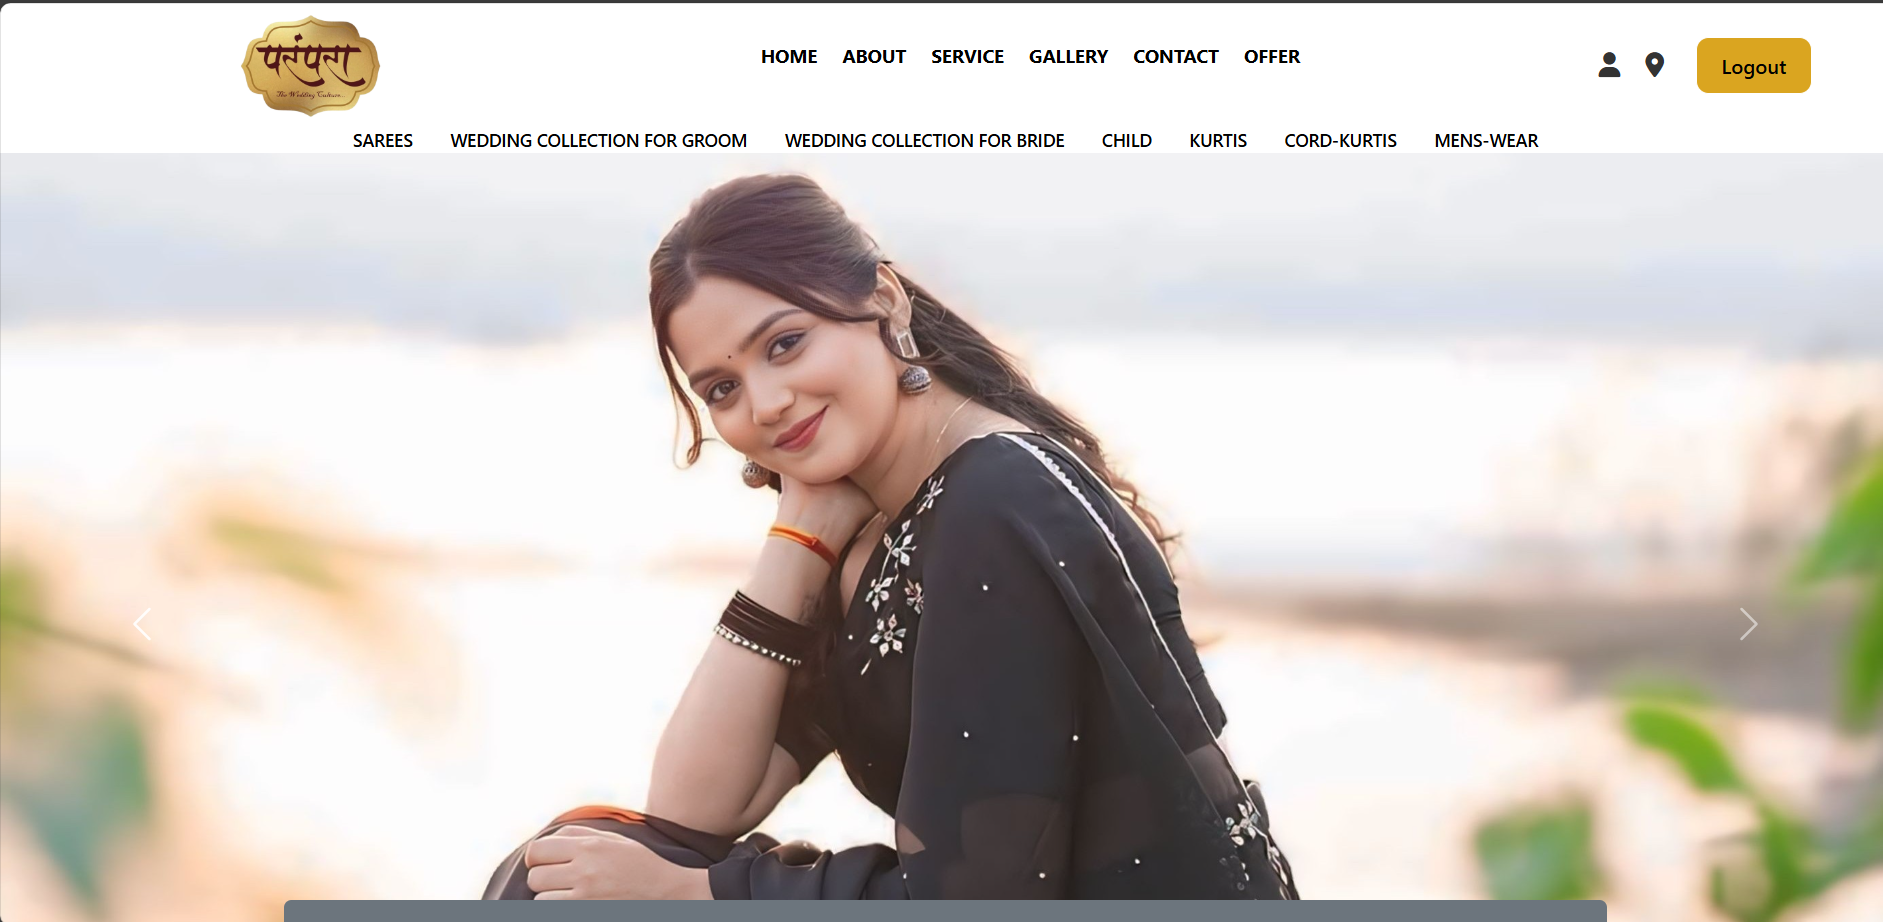 परंपरा
The Wedding Culture...
HOME ABOUT SERVICE GALLERY CONTACT OFFER
Logout
SAREES WEDDING COLLECTION FOR GROOM WEDDING COLLECTION FOR BRIDE CHILD KURTIS CORD-KURTIS MENS-WEAR